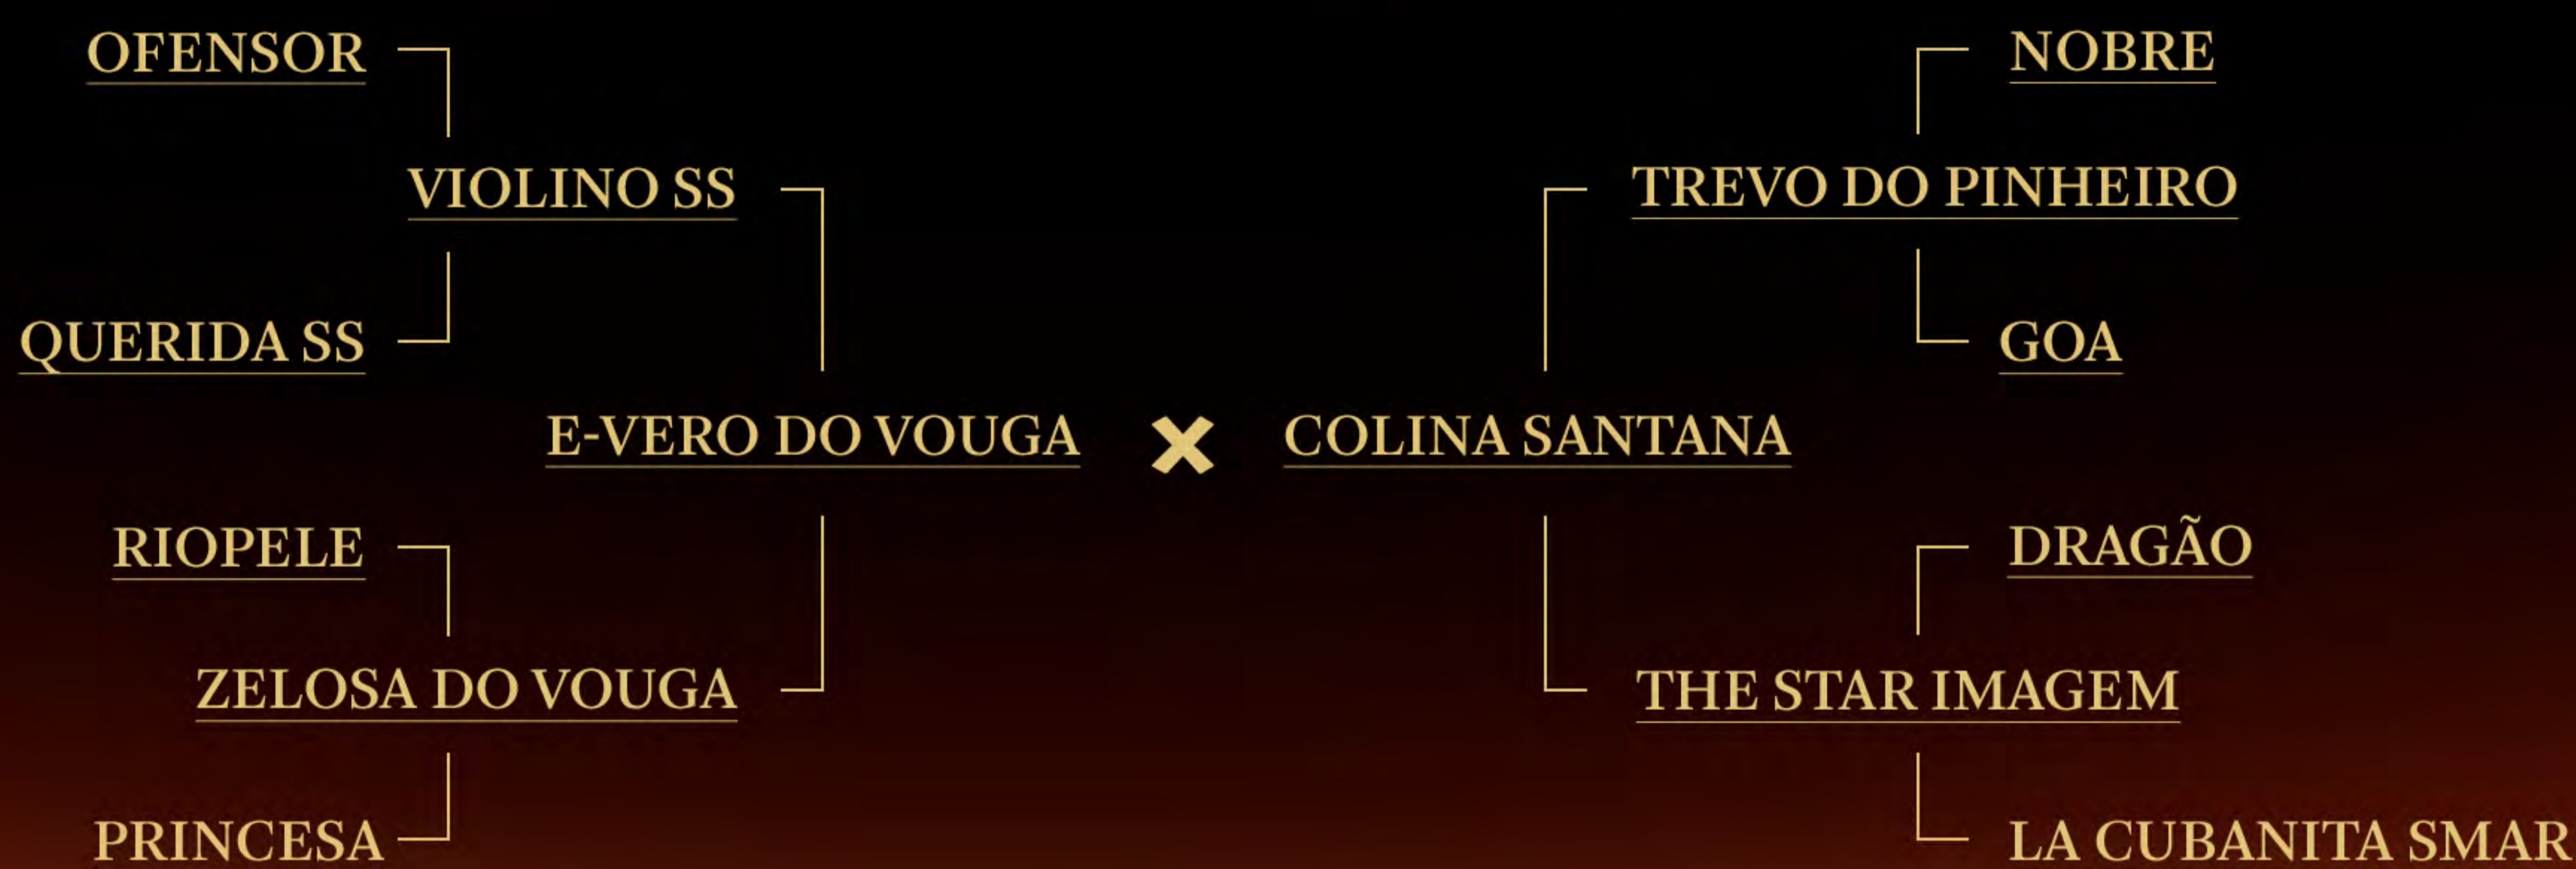 OFENSOR
NOBRE
VIOLINO SS
TREVO DO PINHEIRO
QUERIDA SS
GOA
E-VERO DO VOUGA × COLINA SANTANA
RIOPELE
DRAGÃO
ZELOSA DO VOUGA
THE STAR IMAGEM
PRINCESA
LA CUBANITA SMAR